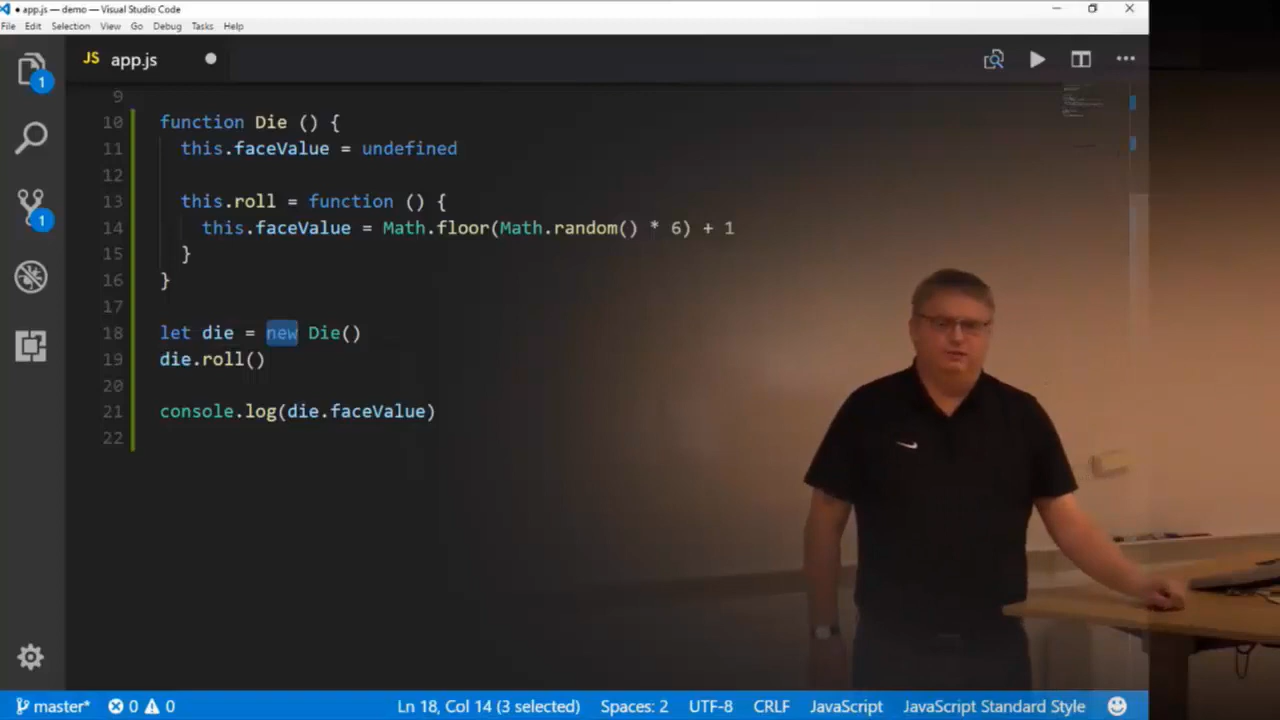 app.js — demo — Visual Studio Code
File Edit Selection View Go Debug Tasks Help
JS app.js
1
1
9
10 function Die () {
11 this.faceValue = undefined
12
13 this.roll = function () {
14 this.faceValue = Math.floor(Math.random() * 6) + 1
15 }
16 }
17
18 let die = new Die()
19 die.roll()
20
21 console.log(die.faceValue)
22
master* 0 0 Ln 18, Col 14 (3 selected) Spaces: 2 UTF-8 CRLF JavaScript JavaScript Standard Style